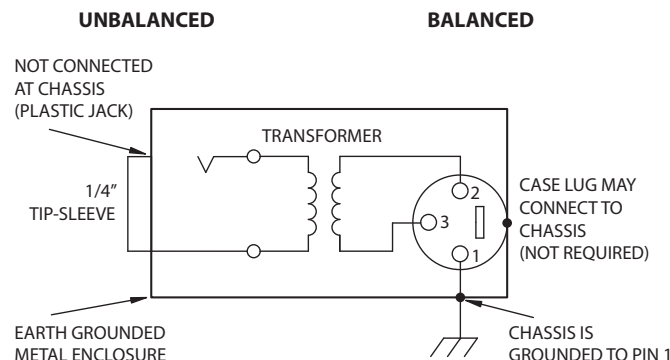 UNBALANCED
BALANCED
NOT CONNECTED
AT CHASSIS
(PLASTIC JACK)
TRANSFORMER
1/4”
TIP-SLEEVE
2
3
1
CASE LUG MAY
CONNECT TO
CHASSIS
(NOT REQUIRED)
EARTH GROUNDED
METAL ENCLOSURE
CHASSIS IS
GROUNDED TO PIN 1